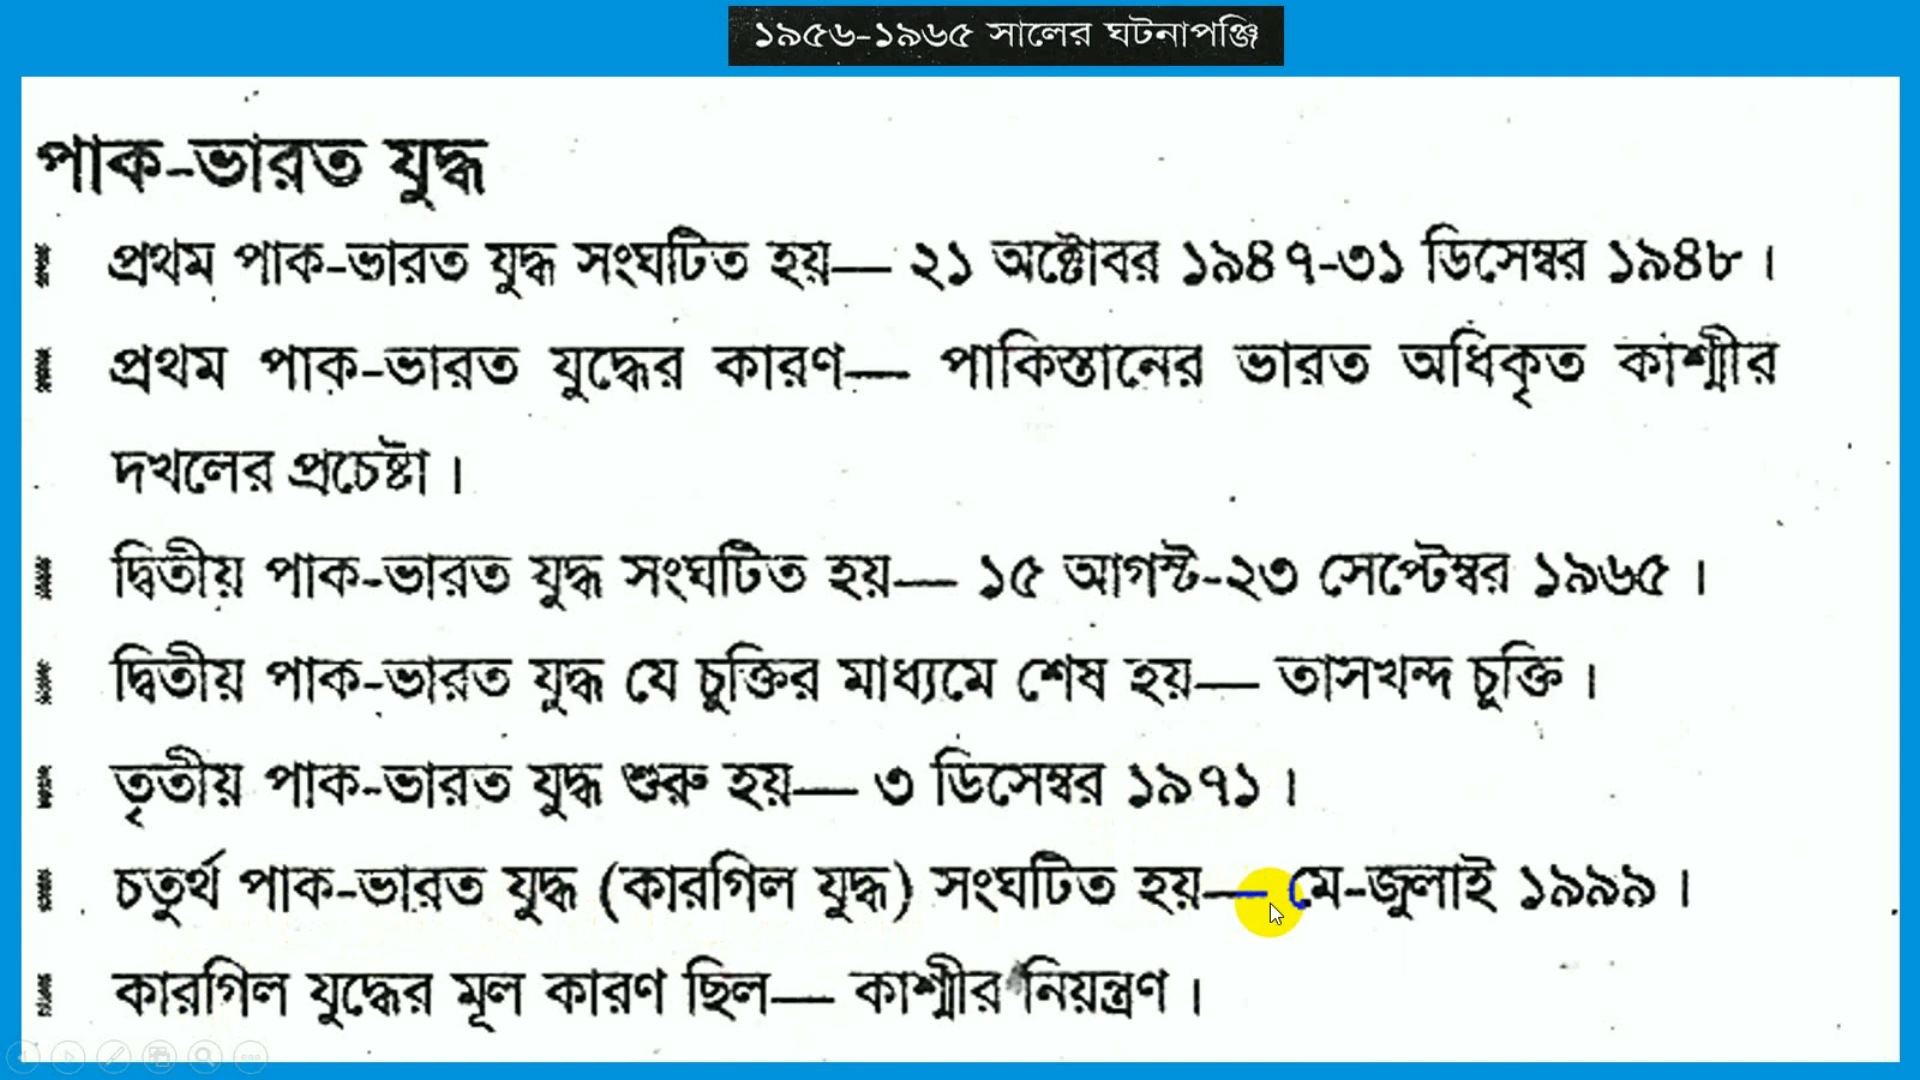 ১৯৫৬-১৯৬৫ সালের ঘটনাপঞ্জি
পাক-ভারত যুদ্ধ
প্রথম পাক-ভারত যুদ্ধ সংঘটিত হয়— ২১ অক্টোবর ১৯৪৭-৩১ ডিসেম্বর ১৯৪৮।
প্রথম পাক-ভারত যুদ্ধের কারণ— পাকিস্তানের ভারত অধিকৃত কাশ্মীর
দখলের প্রচেষ্টা।
দ্বিতীয় পাক-ভারত যুদ্ধ সংঘটিত হয়— ১৫ আগস্ট-২৩ সেপ্টেম্বর ১৯৬৫।
দ্বিতীয় পাক-ভারত যুদ্ধ যে চুক্তির মাধ্যমে শেষ হয়— তাসখন্দ চুক্তি।
তৃতীয় পাক-ভারত যুদ্ধ শুরু হয়— ৩ ডিসেম্বর ১৯৭১।
চতুর্থ পাক-ভারত যুদ্ধ (কারগিল যুদ্ধ) সংঘটিত হয়— মে-জুলাই ১৯৯৯।
কারগিল যুদ্ধের মূল কারণ ছিল— কাশ্মীর নিয়ন্ত্রণ।